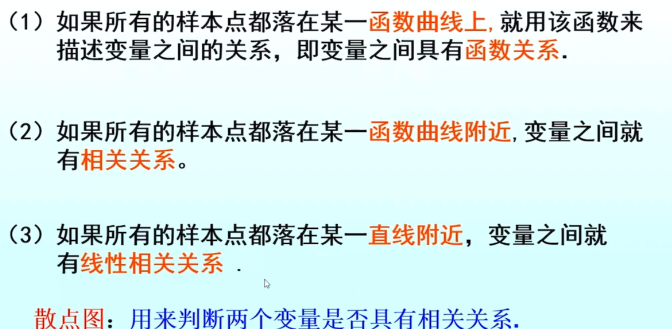 （1）如果所有的样本点都落在某一函数曲线上,就用该函数来
描述变量之间的关系，即变量之间具有函数关系．
（2）如果所有的样本点都落在某一函数曲线附近,变量之间就
有相关关系。
（3）如果所有的样本点都落在某一直线附近，变量之间就
有线性相关关系 .
散点图：用来判断两个变量是否具有相关关系.